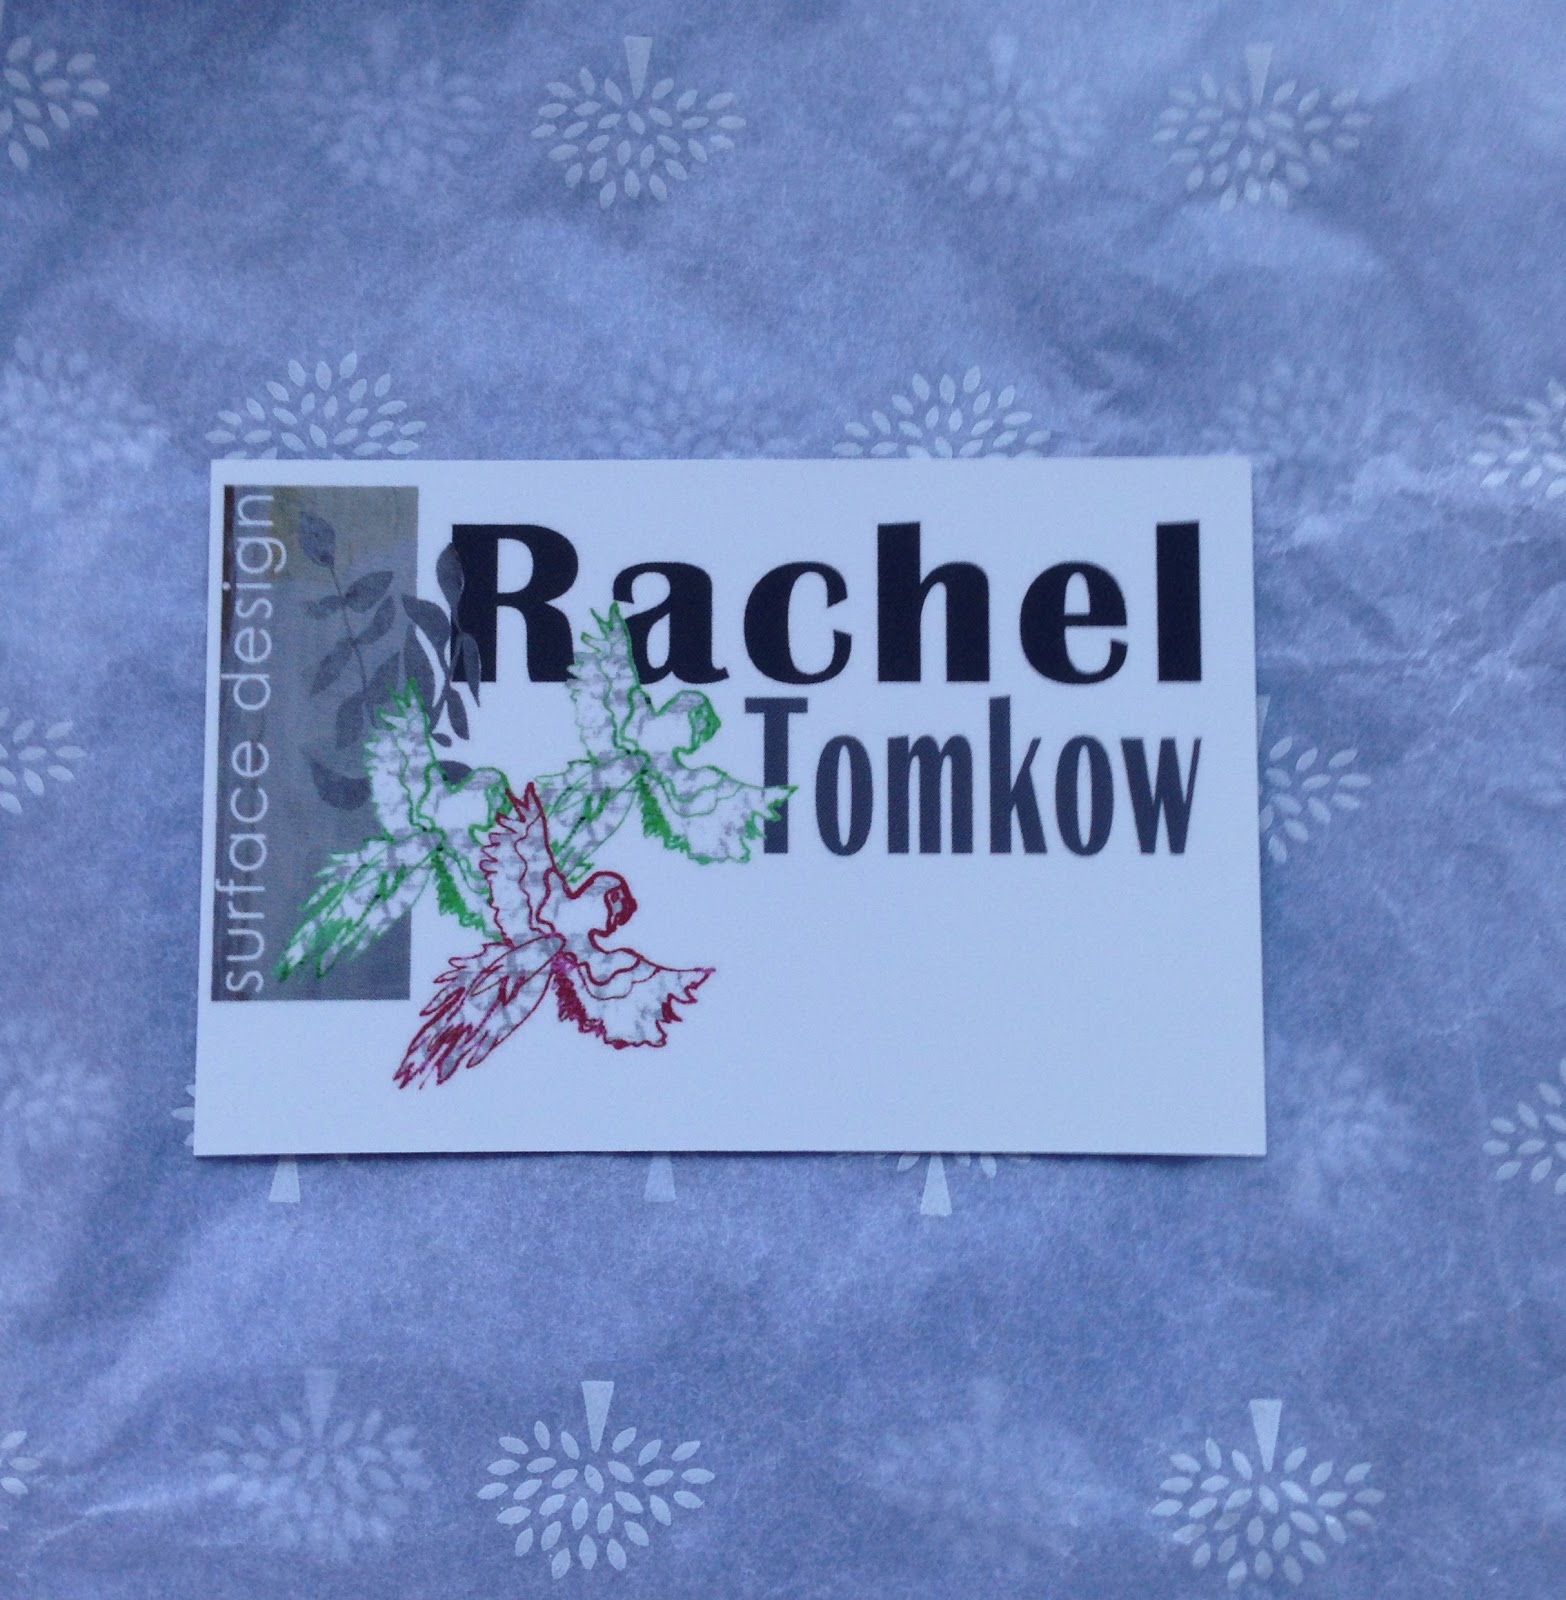 surface design
Rachel
Tomkow